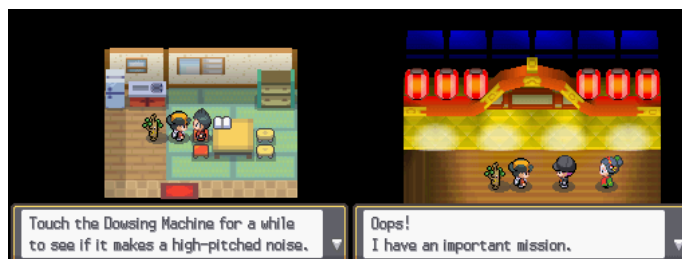 Touch the Dowsing Machine for a while
to see if it makes a high-pitched noise.
Oops!
I have an important mission.